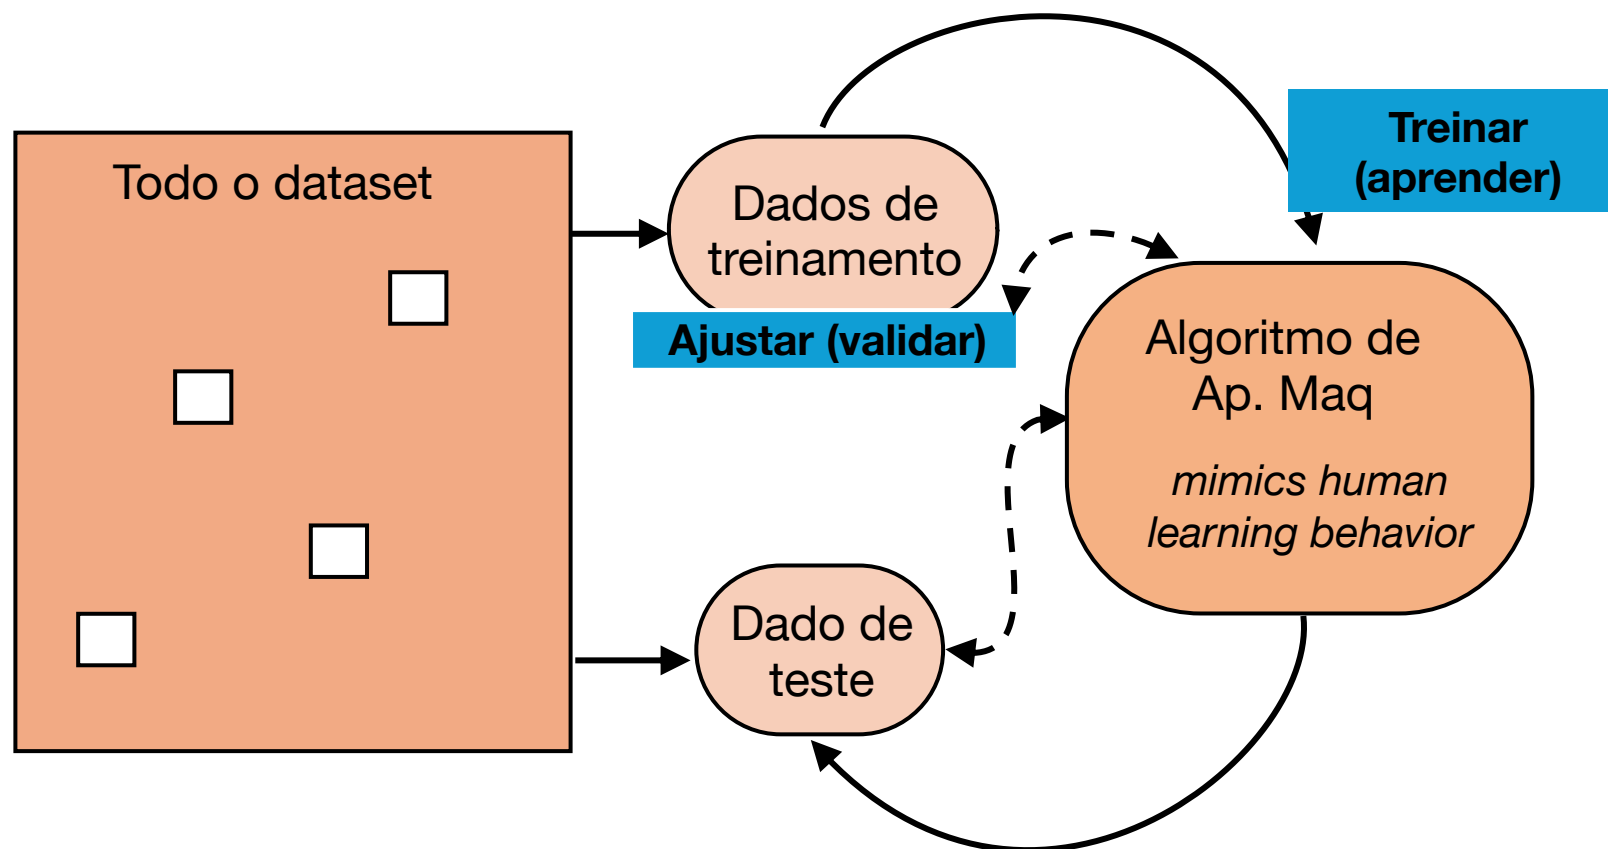 Todo o dataset
Dados de
treinamento
Ajustar (validar)
Treinar
(aprender)
Algoritmo de
Ap. Maq
mimics human
learning behavior
Dado de
teste